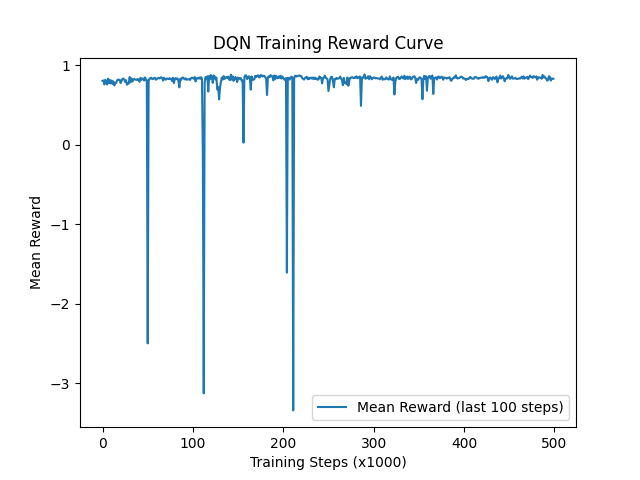 DQN Training Reward Curve
1
0
−1
−2
−3
Mean Reward
Mean Reward (last 100 steps)
0 100 200 300 400 500
Training Steps (x1000)